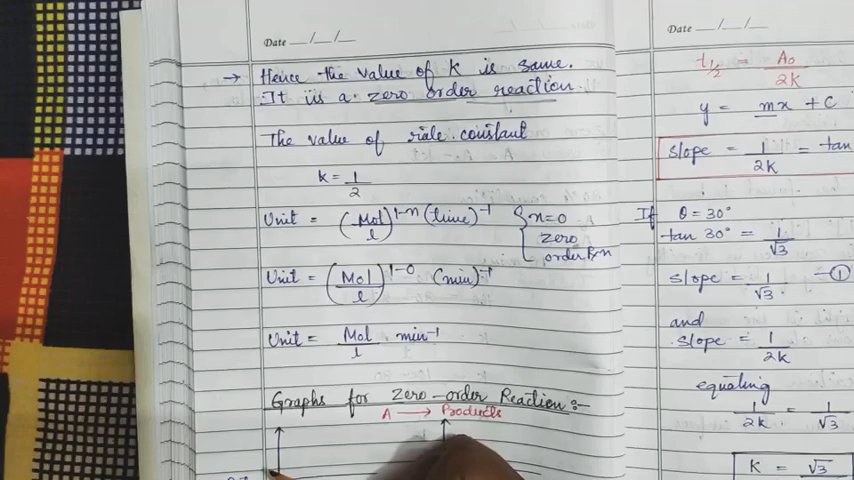 Date __/__/__
→ Hence the value of K is same.
It is a zero order reaction.
The value of rate constant
k = 1/2
Unit = (Mol/l)^1-n (time)^-1 { n=0
zero
order Rxn
Unit = (Mol/l)^1-0 (min)^-1
Unit = Mol/l min^-1
Graphs for Zero-order Reaction :-
A → Products
Date __/__/__
t1/2 = A0/2k
y = mx + c
slope = 1/2k = tan
If θ = 30°
tan 30° = 1/√3
slope = 1/√3 . —①
and
slope = 1/2k
equating
1/2k = 1/√3
K = √3